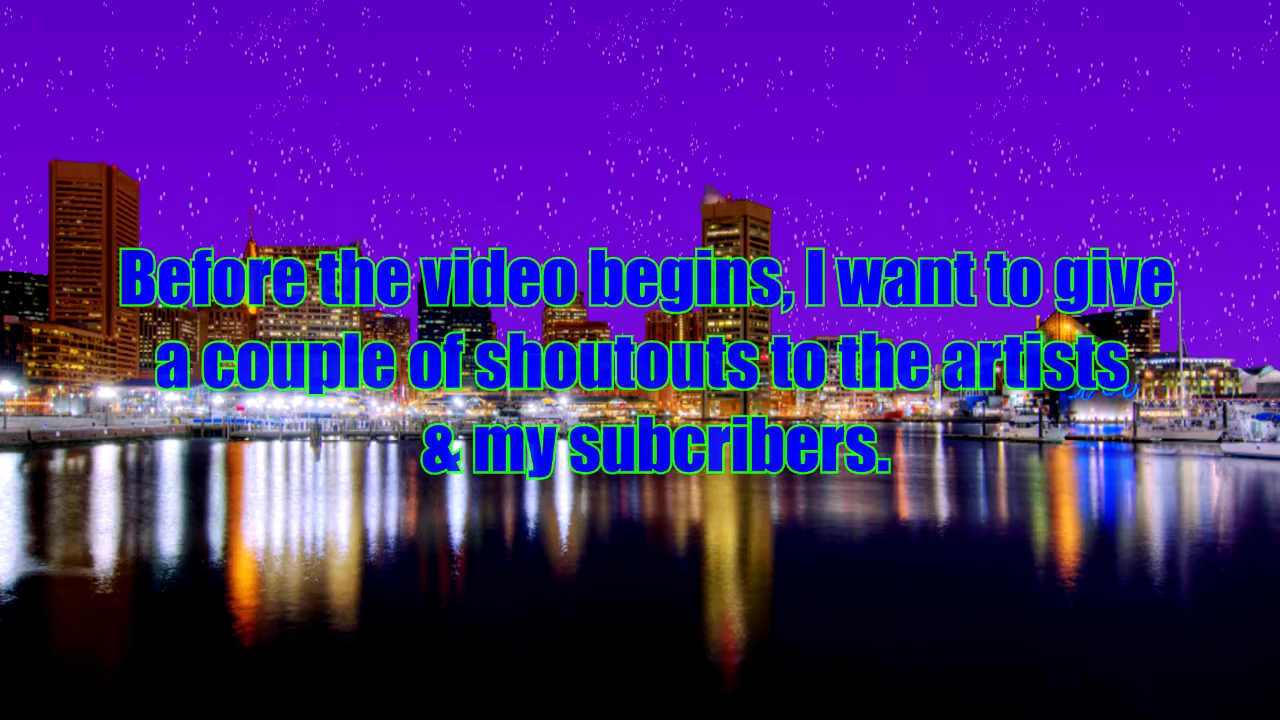 Before the video begins, I want to give
a couple of shoutouts to the artists
& my subcribers.